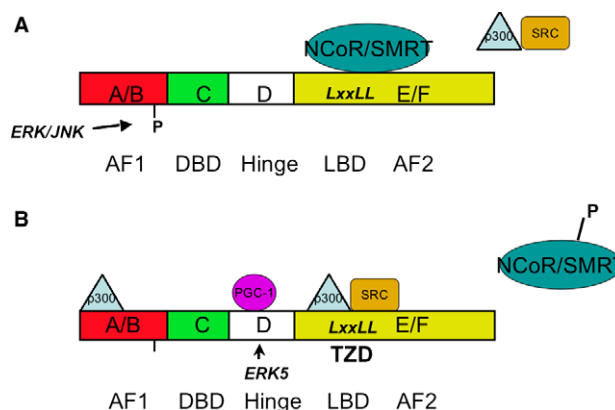 A
NCoR/SMRT
p300 SRC
A/B C D LxxLL E/F
ERK/JNK P
AF1 DBD Hinge LBD AF2
B
P
NCoR/SMRT
p300 PGC-1 p300 SRC
A/B C D LxxLL E/F
TZD
ERK5
AF1 DBD Hinge LBD AF2